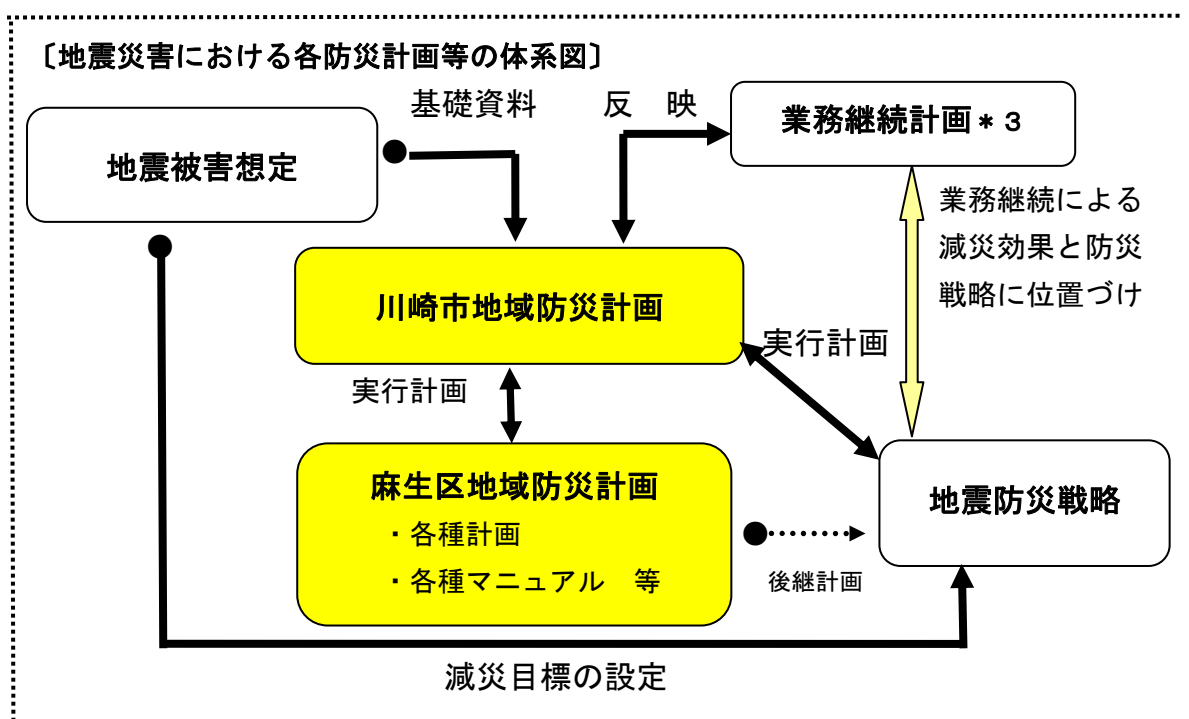 〔地震災害における各防災計画等の体系図〕
基礎資料
反　映
業務継続計画＊３
地震被害想定
業務継続による
減災効果と防災
戦略に位置づけ
川崎市地域防災計画
実行計画
実行計画
麻生区地域防災計画
・各種計画
・各種マニュアル　等
地震防災戦略
後継計画
減災目標の設定